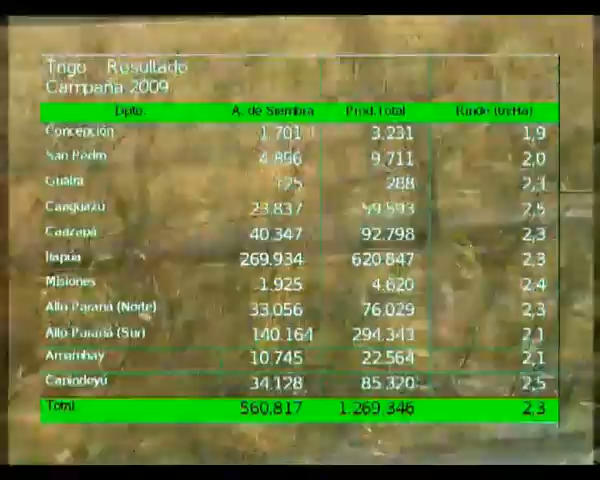 Trigo Resultado
Campaña 2009
Dpto. A. de Siembra Prod.Total Rinde (tn/Ha)
Concepción 1.701 3.231 1,9
San Pedro 4.896 9.711 2,0
Guaira 125 288 2,3
Caaguazu 23.837 59.593 2,5
Caazapá 40.347 92.798 2,3
Itapúa 269.934 620.847 2,3
Misiones 1.925 4.620 2,4
Alto Paraná (Norte) 33.056 76.029 2,3
Alto Paraná (Sur) 140.164 294.343 2,1
Amambay 10.745 22.564 2,1
Canindeyú 34.128 85.320 2,5
Total 560.817 1.269.346 2,3